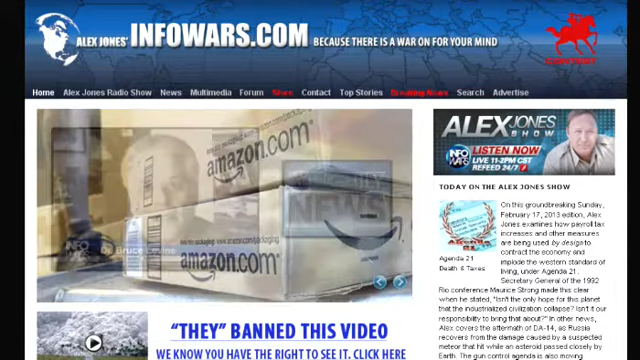 ALEX JONES' INFOWARS.COM BECAUSE THERE IS A WAR ON FOR YOUR MIND
Home Alex Jones Radio Show News Multimedia Forum Store Contact Top Stories Breaking News Search Advertise
amazon.com
NEWS
Dr Bruce Levine
amazon.com
ALEX JONES
SHOW
INFO
WARS
LISTEN NOW
LIVE 11-2PM CST
REFEED 24/7
TODAY ON THE ALEX JONES SHOW
Agenda 21
Agenda 21
Death & Taxes
On this groundbreaking Sunday,
February 17, 2013 edition, Alex
Jones examines how payroll tax
increases and other measures
are being used by design to
contract the economy and
implode the western standard of
living, under Agenda 21.
Secretary General of the 1992
Rio conference Maurice Strong made this clear
when he stated, "Isn't the only hope for this planet
that the industrialized civilization collapse? Isn't it our
responsibility to bring that about?" In other news,
Alex covers the aftermath of DA-14, as Russia
recovers from the damage caused by a suspected
meteor that hit while an asteroid passed closely by
Earth. The gun control agenda is also moving
“THEY” BANNED THIS VIDEO
WE KNOW YOU HAVE THE RIGHT TO SEE IT. CLICK HERE